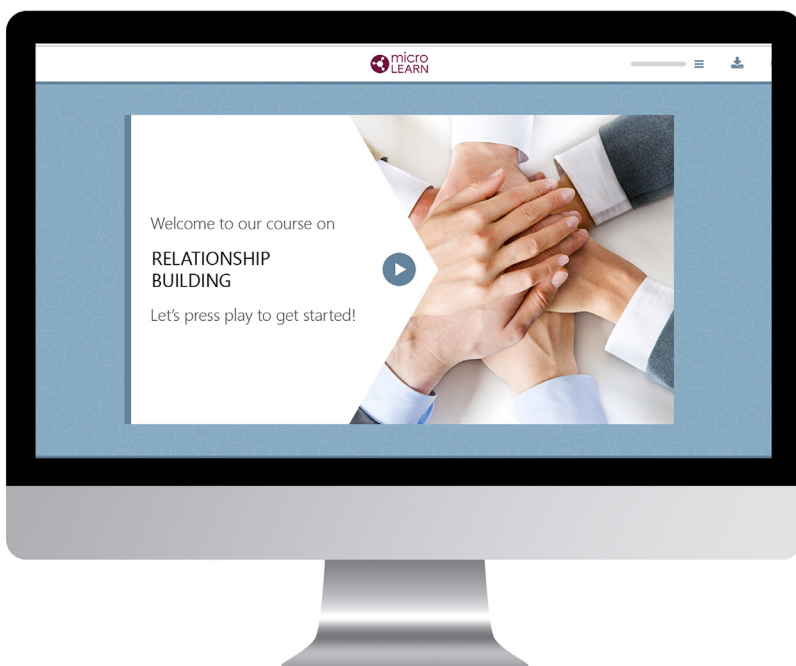 micro
LEARN
Welcome to our course on
RELATIONSHIP
BUILDING
Let's press play to get started!